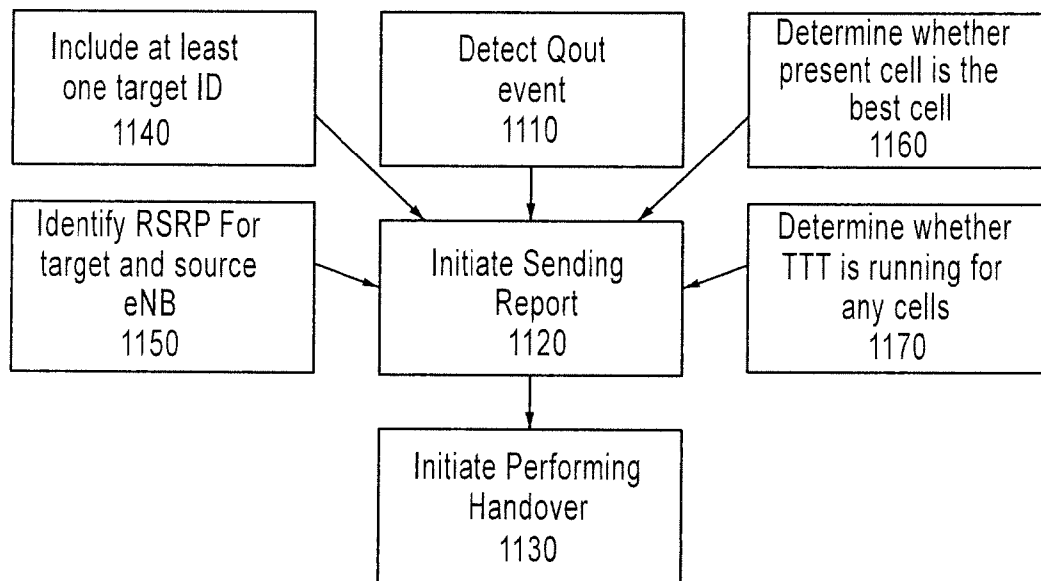 Include at least
one target ID
1140
Detect Qout
event
1110
Determine whether
present cell is the
best cell
1160
Identify RSRP For
target and source
eNB
1150
Initiate Sending
Report
1120
Determine whether
TTT is running for
any cells
1170
Initiate Performing
Handover
1130